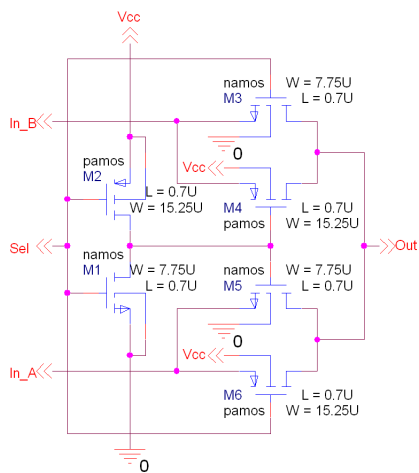 Vcc
namos
M3
W = 7.75U
L = 0.7U
In_B
0
pamos
M2
Vcc
L = 0.7U
W = 15.25U
M4
pamos
L = 0.7U
W = 15.25U
Sel
Out
namos
M1
W = 7.75U
L = 0.7U
namos
M5
W = 7.75U
L = 0.7U
0
Vcc
In_A
M6
pamos
L = 0.7U
W = 15.25U
0